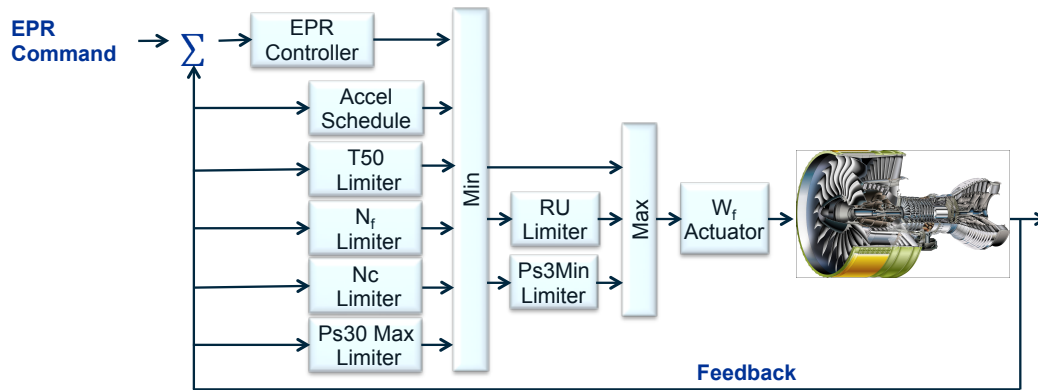 EPR
Command
∑
EPR
Controller
Accel
Schedule
T50
Limiter
Nf
Limiter
Nc
Limiter
Ps30 Max
Limiter
Min
RU
Limiter
Ps3Min
Limiter
Max
Wf
Actuator
Feedback